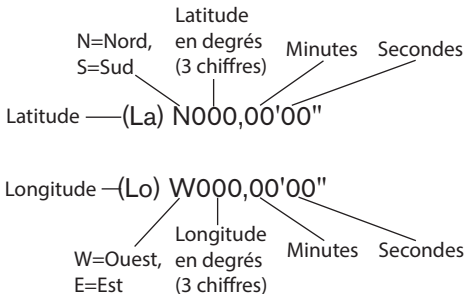 Latitude
N=Nord, en degrés Minutes Secondes
S=Sud (3 chiffres)
Latitude (La) N000,00'00"
Longitude (Lo) W000,00'00"
Longitude
W=Ouest, en degrés Minutes Secondes
E=Est (3 chiffres)